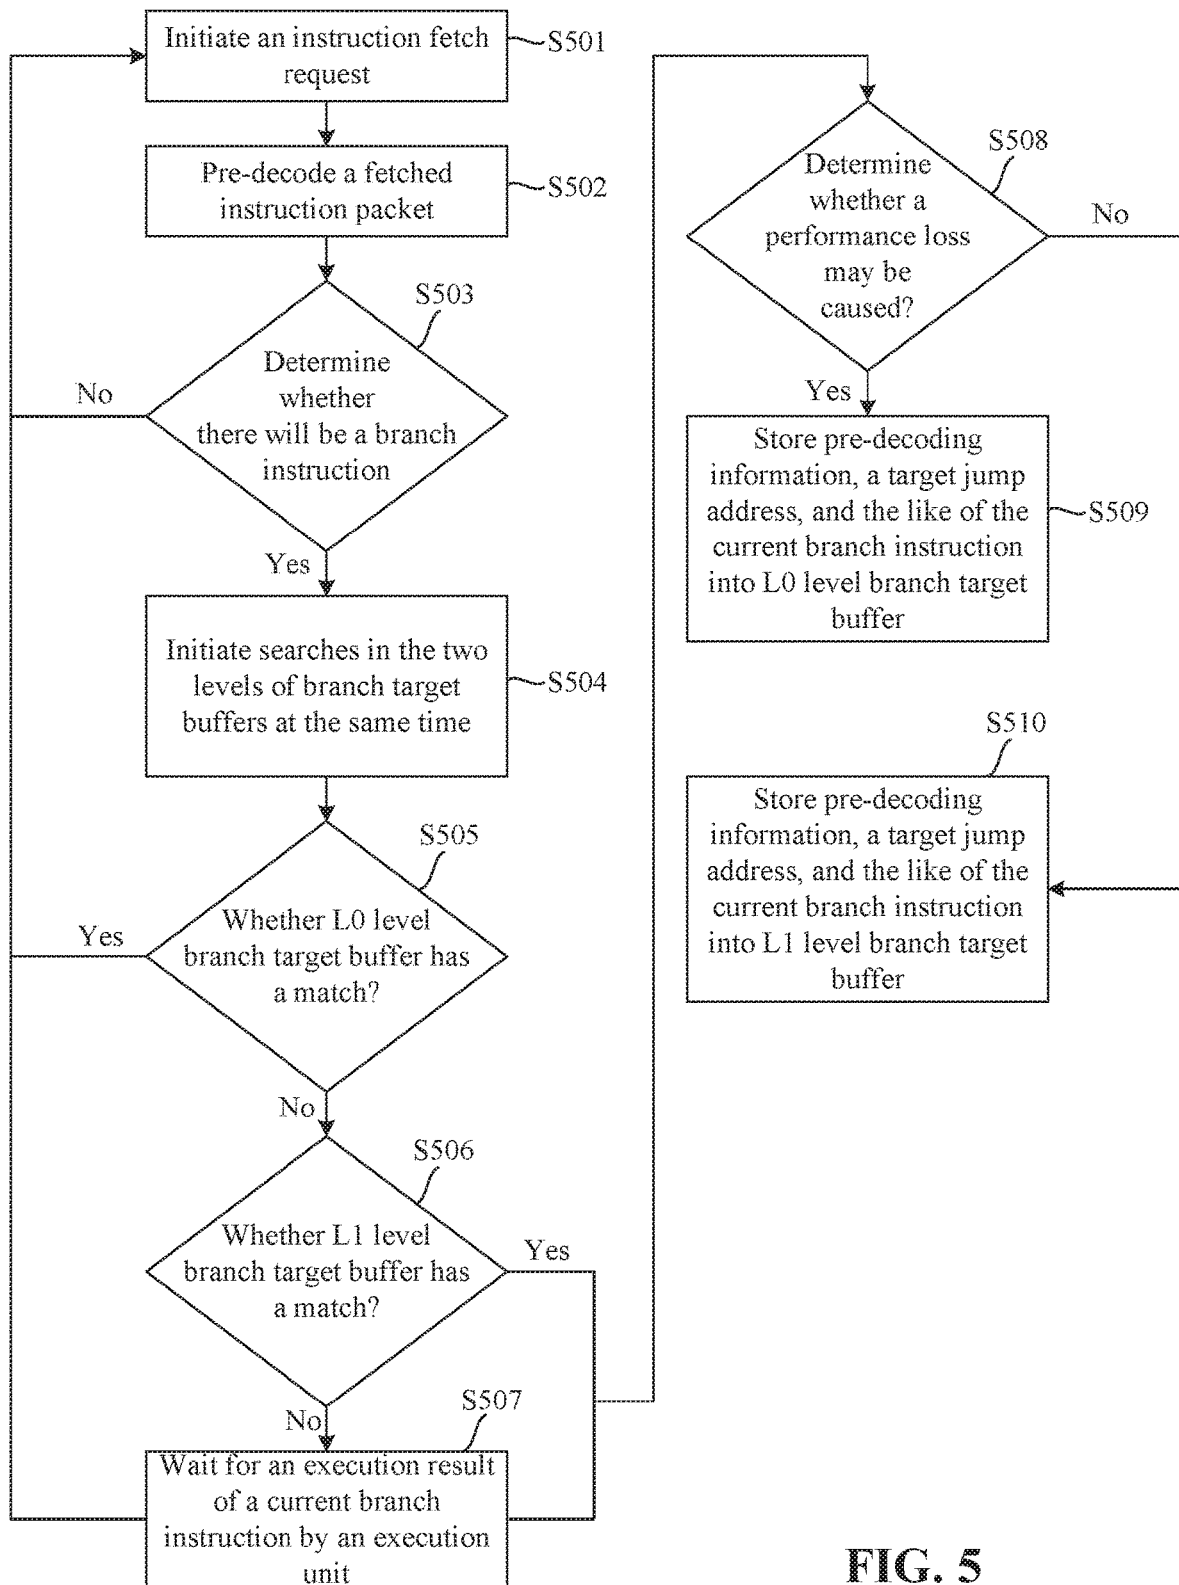 Initiate an instruction fetch
request
S501
Pre-decode a fetched
instruction packet
S502
S503
Determine
whether
there will be a branch
instruction
No
Yes
Initiate searches in the two
levels of branch target
buffers at the same time
S504
S505
Whether L0 level
branch target buffer has
a match?
Yes
No
S506
Whether L1 level
branch target buffer has
a match?
Yes
No
S507
Wait for an execution result
of a current branch
instruction by an execution
unit
S508
Determine
whether a
performance loss
may be
caused?
No
Yes
Store pre-decoding
information, a target jump
address, and the like of the
current branch instruction
into L0 level branch target
buffer
S509
S510
Store pre-decoding
information, a target jump
address, and the like of the
current branch instruction
into L1 level branch target
buffer
FIG. 5